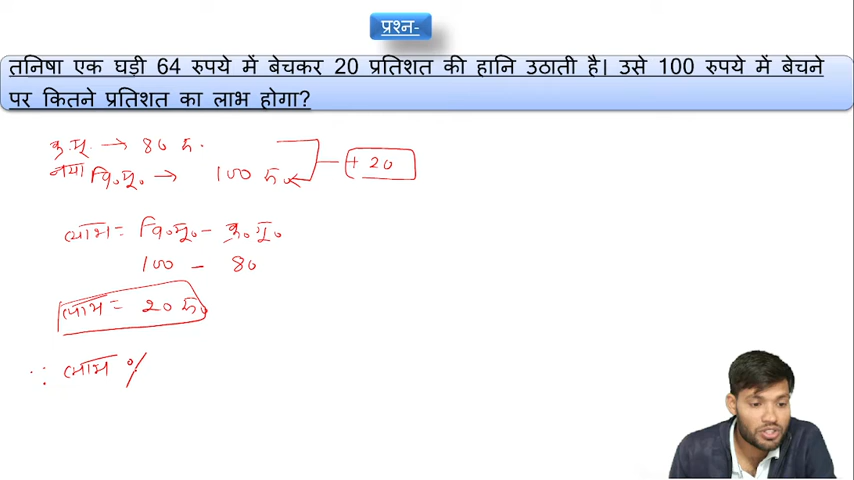 प्रश्न-
तनिषा एक घड़ी 64 रुपये में बेचकर 20 प्रतिशत की हानि उठाती है। उसे 100 रुपये में बेचने
पर कितने प्रतिशत का लाभ होगा?
क्र.मू. → 80 रु.
नया वि.मू. → 100 रु. + 20
लाभ = वि.मू. - क्र.मू.
100 - 80
लाभ = 20 रु.
∵ लाभ %